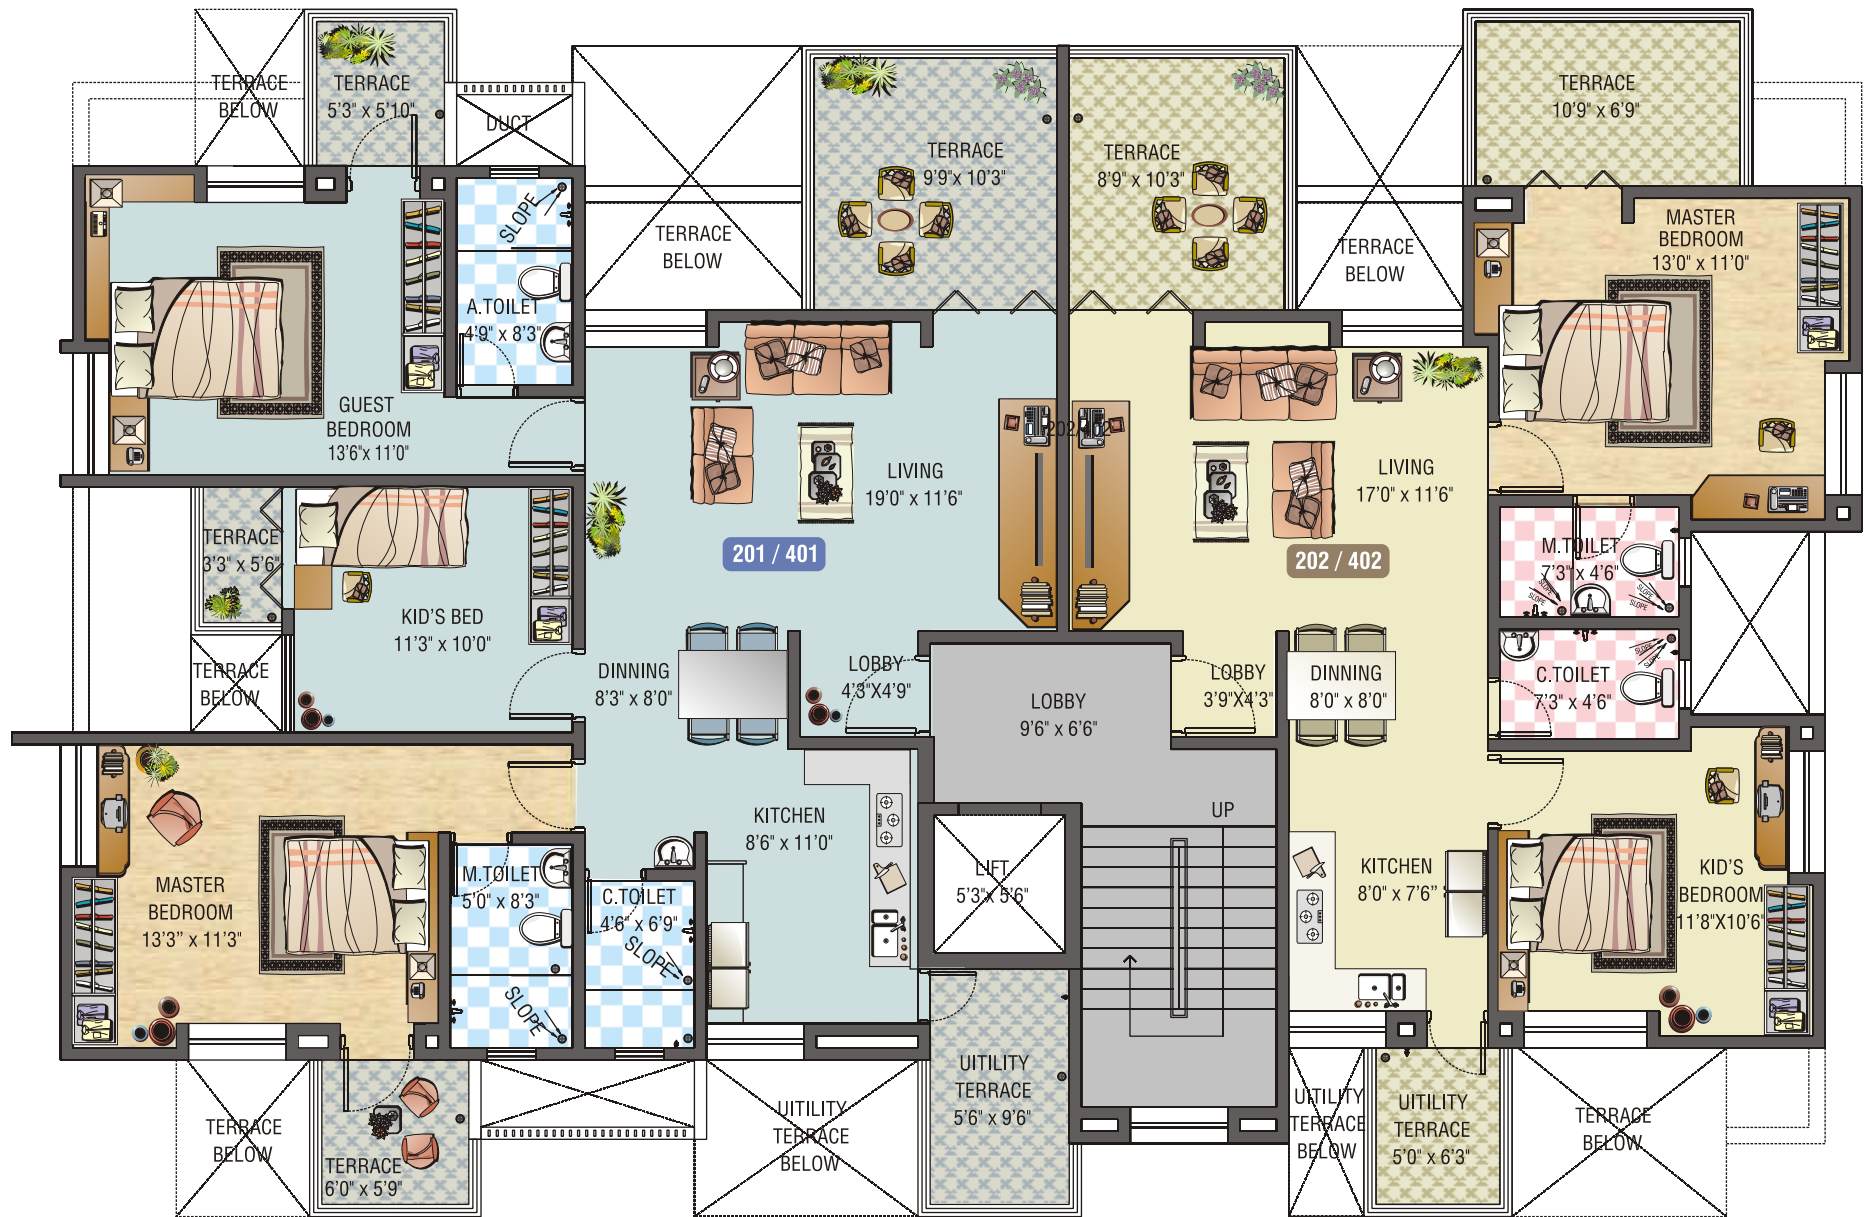 TERRACE
BELOW
TERRACE
5'3" x 5'10"
DUCT
TERRACE
BELOW
TERRACE
9'9"x 10'3"
TERRACE
8'9" x 10'3"
TERRACE
BELOW
TERRACE
10'9" x 6'9"
MASTER
BEDROOM
13'0" x 11'0"
SLOPE
A.TOILET
4'9" x 8'3"
GUEST
BEDROOM
13'6"x 11'0"
LIVING
19'0" x 11'6"
LIVING
17'0" x 11'6"
201 / 401
202 / 402
TERRACE
3'3" x 5'6"
KID'S BED
11'3" x 10'0"
TERRACE
BELOW
DINNING
8'3" x 8'0"
LOBBY
4'3"X4'9"
LOBBY
9'6" x 6'6"
LOBBY
3'9"X4'3"
DINNING
8'0" x 8'0"
M.TOILET
7'3" x 4'6"
SLOPE
SLOPE
SLOPE
SLOPE
C.TOILET
7'3" x 4'6"
SLOPE
SLOPE
KITCHEN
8'6" x 11'0"
UP
LIFT
5'3"x 5'6"
KITCHEN
8'0" x 7'6”
KID'S
BEDROOM
11'8"X10'6"
MASTER
BEDROOM
13'3” x 11'3"
M.TOILET
5'0" x 8'3"
SLOPE
C.TOILET
4'6" x 6'9"
SLOPE
TERRACE
BELOW
TERRACE
6'0" x 5'9"
UITILITY
TERRACE
BELOW
UITILITY
TERRACE
5'6" x 9'6"
UITILITY
TERRACE
BELOW
UITILITY
TERRACE
5'0" x 6'3"
TERRACE
BELOW